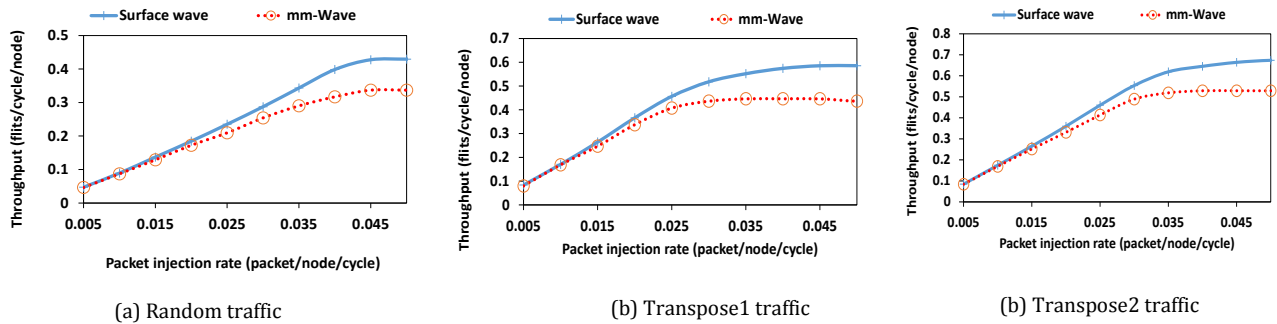 Surface wave mm-Wave
Throughput (flits/cycle/node)
0.5
0.4
0.3
0.2
0.1
0
0.005 0.015 0.025 0.035 0.045
Packet injection rate (packet/node/cycle)
(a) Random traffic
Surface wave mm-Wave
Throughput (flits/cycle/node)
0.7
0.6
0.5
0.4
0.3
0.2
0.1
0
0.005 0.015 0.025 0.035 0.045
Packet injection rate (packet/node/cycle)
(b) Transpose1 traffic
Surface wave mm-Wave
Throughput (flits/cycle/node)
0.8
0.7
0.6
0.5
0.4
0.3
0.2
0.1
0
0.005 0.015 0.025 0.035 0.045
Packet injection rate (packet/node/cycle)
(b) Transpose2 traffic